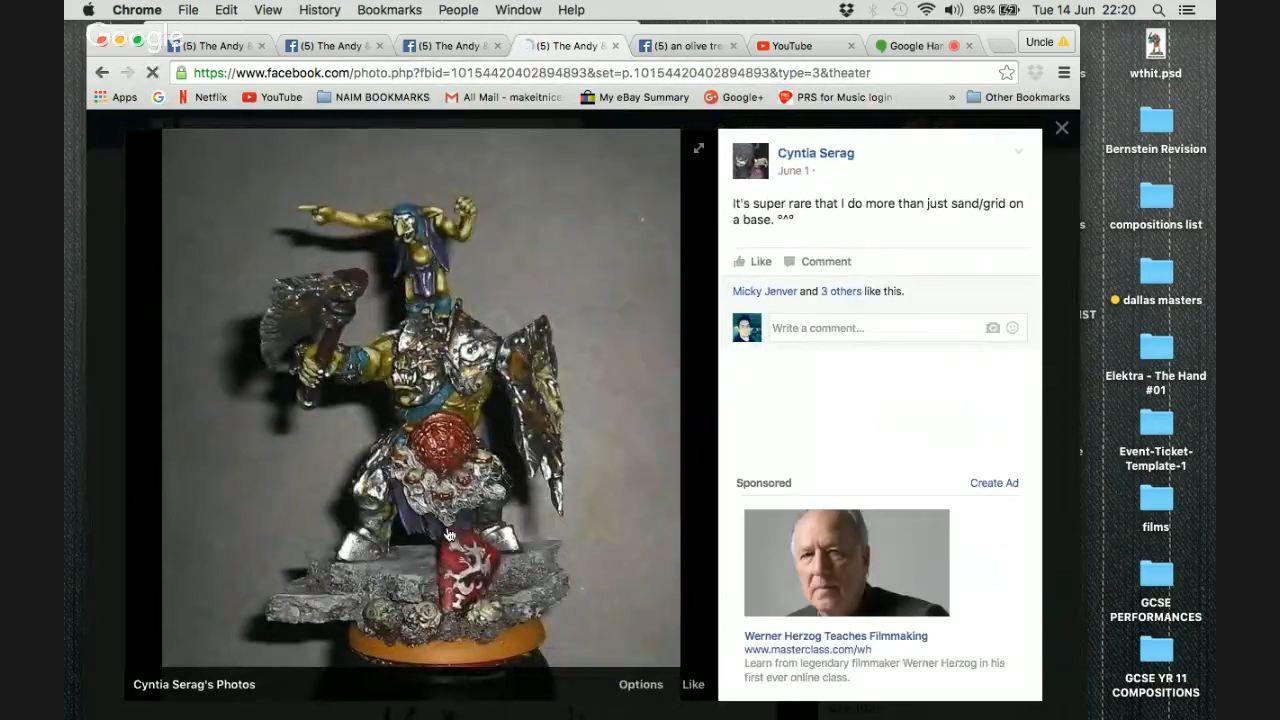 Chrome File Edit View History Bookmarks People Window Help 98% Tue 14 Jun 22:20
Google
(5) The Andy & (5) The Andy & (5) The Andy & (5) The Andy & (5) an olive tre YouTube Google Han Uncle
https://www.facebook.com/photo.php?fbid=10154420402894893&set=p.10154420402894893&type=3&theater
Apps Netflix YouTube NAIM BOOKMARKS All Mail - makeitnice My eBay Summary Google+ PRS for Music login » Other Bookmarks
Cyntia Serag
June 1 ·
It's super rare that I do more than just sand/grid on
a base. °^°
Like Comment
Micky Jenver and 3 others like this.
Write a comment...
Sponsored Create Ad
Werner Herzog Teaches Filmmaking
www.masterclass.com/wh
Learn from legendary filmmaker Werner Herzog in his
first ever online class.
Cyntia Serag's Photos Options Like
wthit.psd
Bernstein Revision
compositions list
dallas masters
Elektra - The Hand
#01
Event-Ticket-
Template-1
films
GCSE
PERFORMANCES
GCSE YR 11
COMPOSITIONS